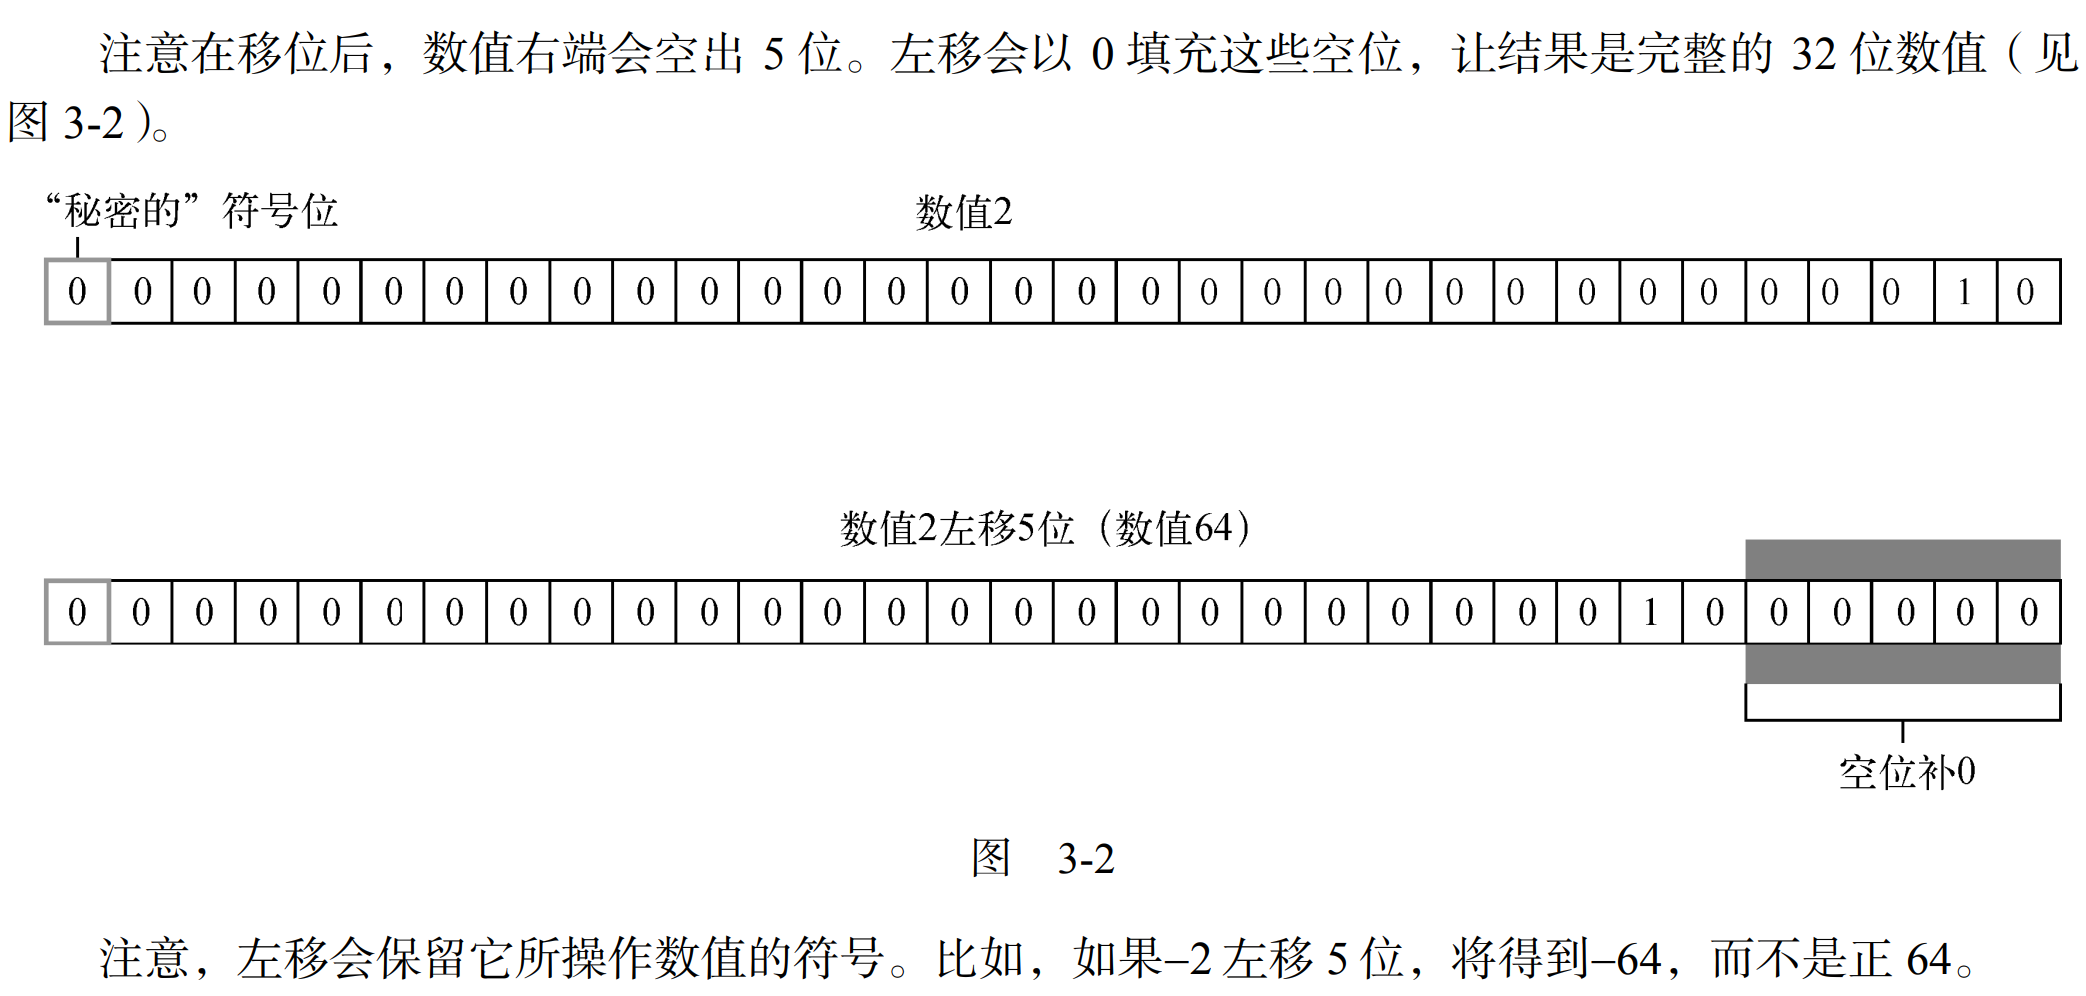 注意在移位后，数值右端会空出 5 位。左移会以 0 填充这些空位，让结果是完整的 32 位数值（见
图 3-2）。
“秘密的”符号位 数值2
0 0 0 0 0 0 0 0 0 0 0 0 0 0 0 0 0 0 0 0 0 0 0 0 0 0 0 0 0 0 1 0
数值2左移5位（数值64）
0 0 0 0 0 0 0 0 0 0 0 0 0 0 0 0 0 0 0 0 0 0 0 0 0 1 0 0 0 0 0 0
空位补0
图 3-2
注意，左移会保留它所操作数值的符号。比如，如果–2 左移 5 位，将得到–64，而不是正 64。